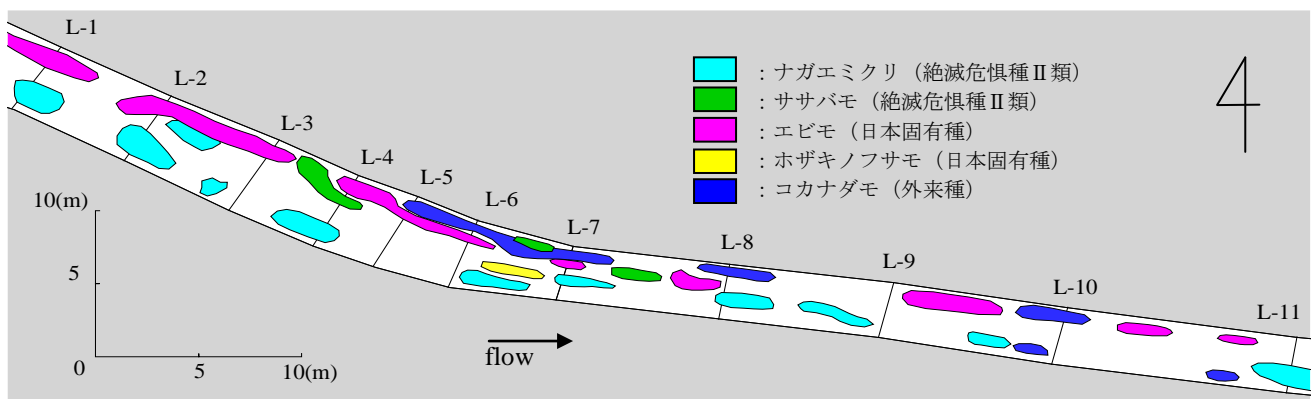 L-1
L-2
L-3
L-4
L-5
L-6
L-7
L-8
L-9
L-10
L-11
:ナガエミクリ(絶滅危惧種Ⅱ類)
:ササバモ(絶滅危惧種Ⅱ類)
:エビモ(日本固有種)
:ホザキノフサモ(日本固有種)
:コカナダモ(外来種)
10(m)
5
0
5
10(m)
flow